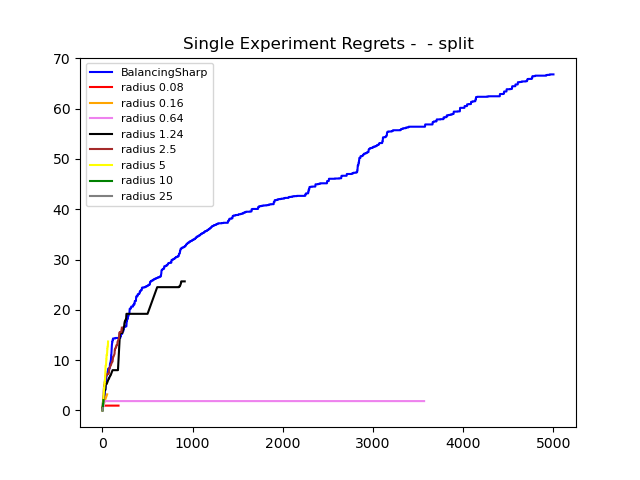 Single Experiment Regrets -  - split
70
60
50
40
30
20
10
0
BalancingSharp
radius 0.08
radius 0.16
radius 0.64
radius 1.24
radius 2.5
radius 5
radius 10
radius 25
0 1000 2000 3000 4000 5000